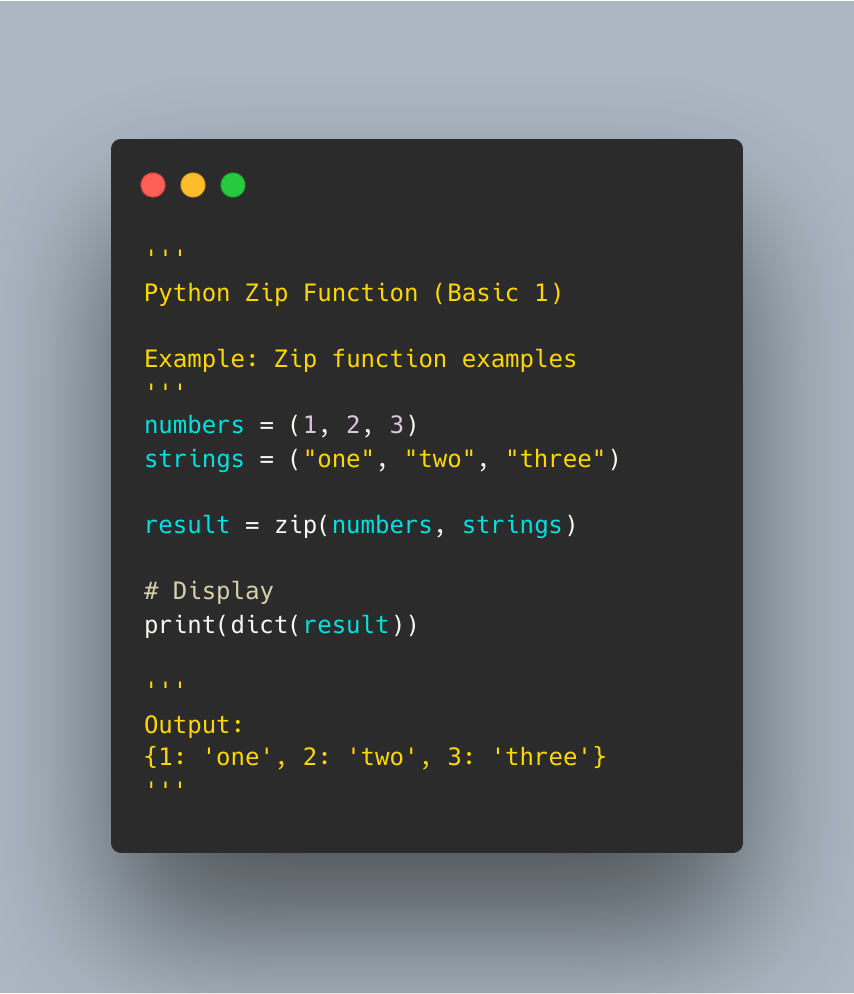 '''
Python Zip Function (Basic 1)
Example: Zip function examples
'''
numbers = (1, 2, 3)
strings = ("one", "two", "three")
result = zip(numbers, strings)
# Display
print(dict(result))
'''
Output:
{1: 'one', 2: 'two', 3: 'three'}
'''